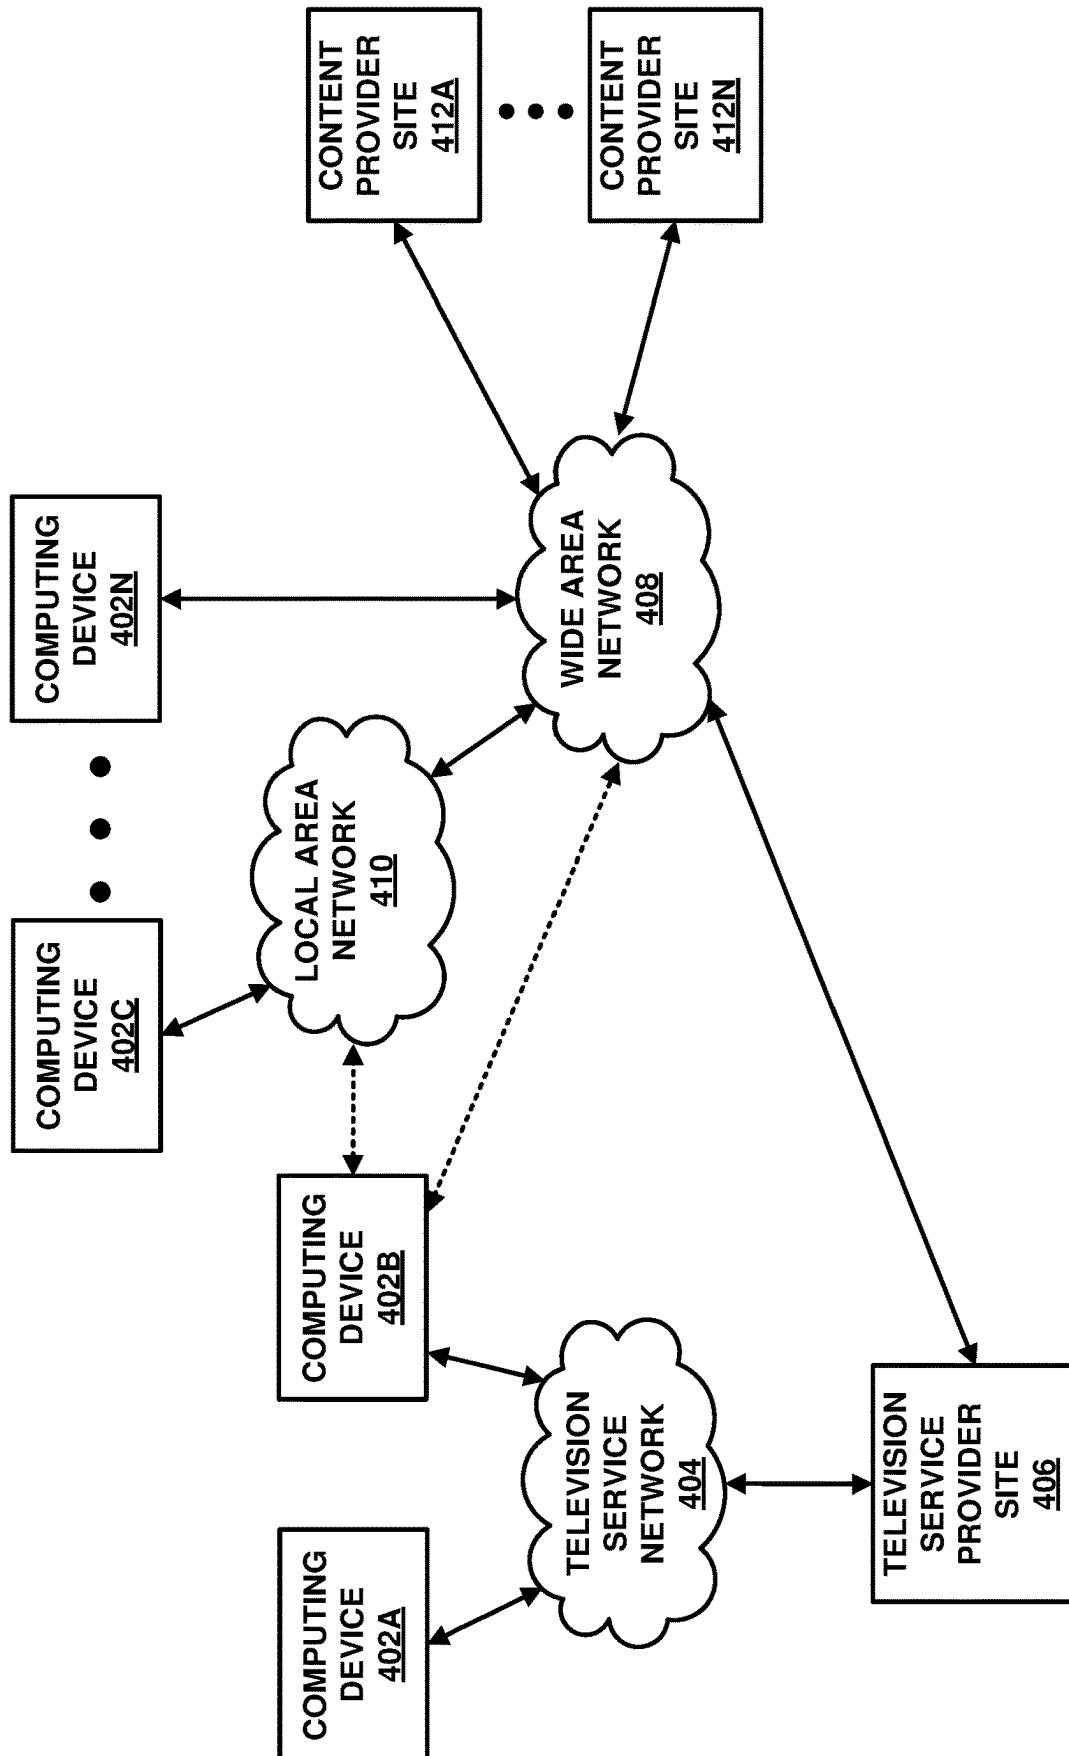 COMPUTING
DEVICE
402A
COMPUTING
DEVICE
402B
COMPUTING
DEVICE
402C
COMPUTING
DEVICE
402N
TELEVISION
SERVICE
NETWORK
404
LOCAL AREA
NETWORK
410
WIDE AREA
NETWORK
408
TELEVISION
SERVICE
PROVIDER
SITE
406
CONTENT
PROVIDER
SITE
412A
CONTENT
PROVIDER
SITE
412N